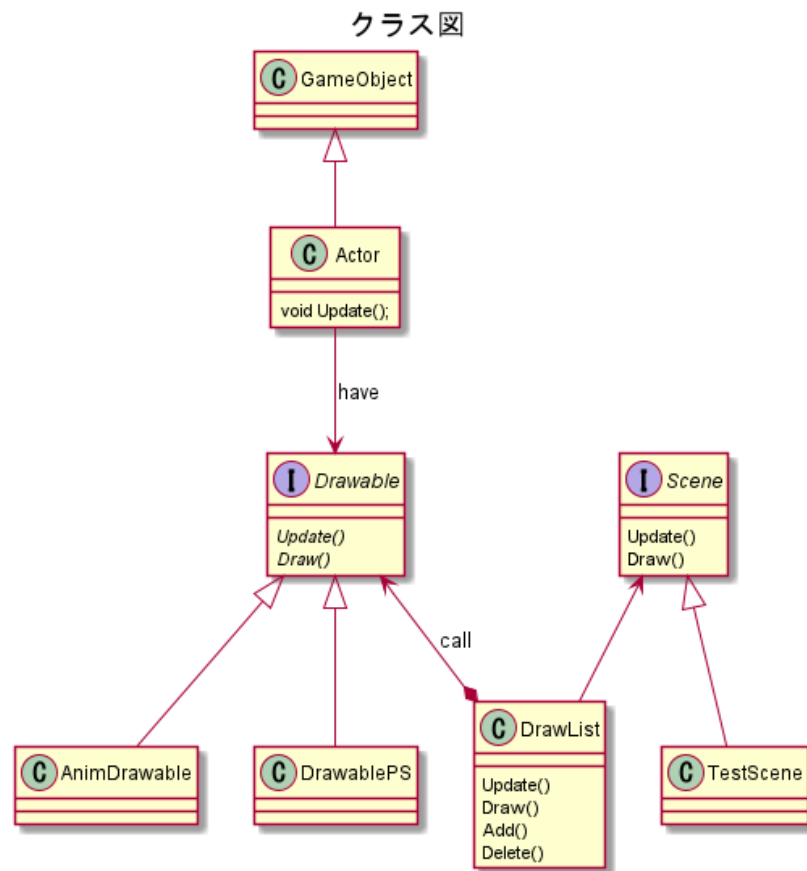 クラス図
C GameObject
C Actor
void Update();
have
I Drawable
Update()
Draw()
I Scene
Update()
Draw()
call
C AnimDrawable
C DrawablePS
C DrawList
Update()
Draw()
Add()
Delete()
C TestScene